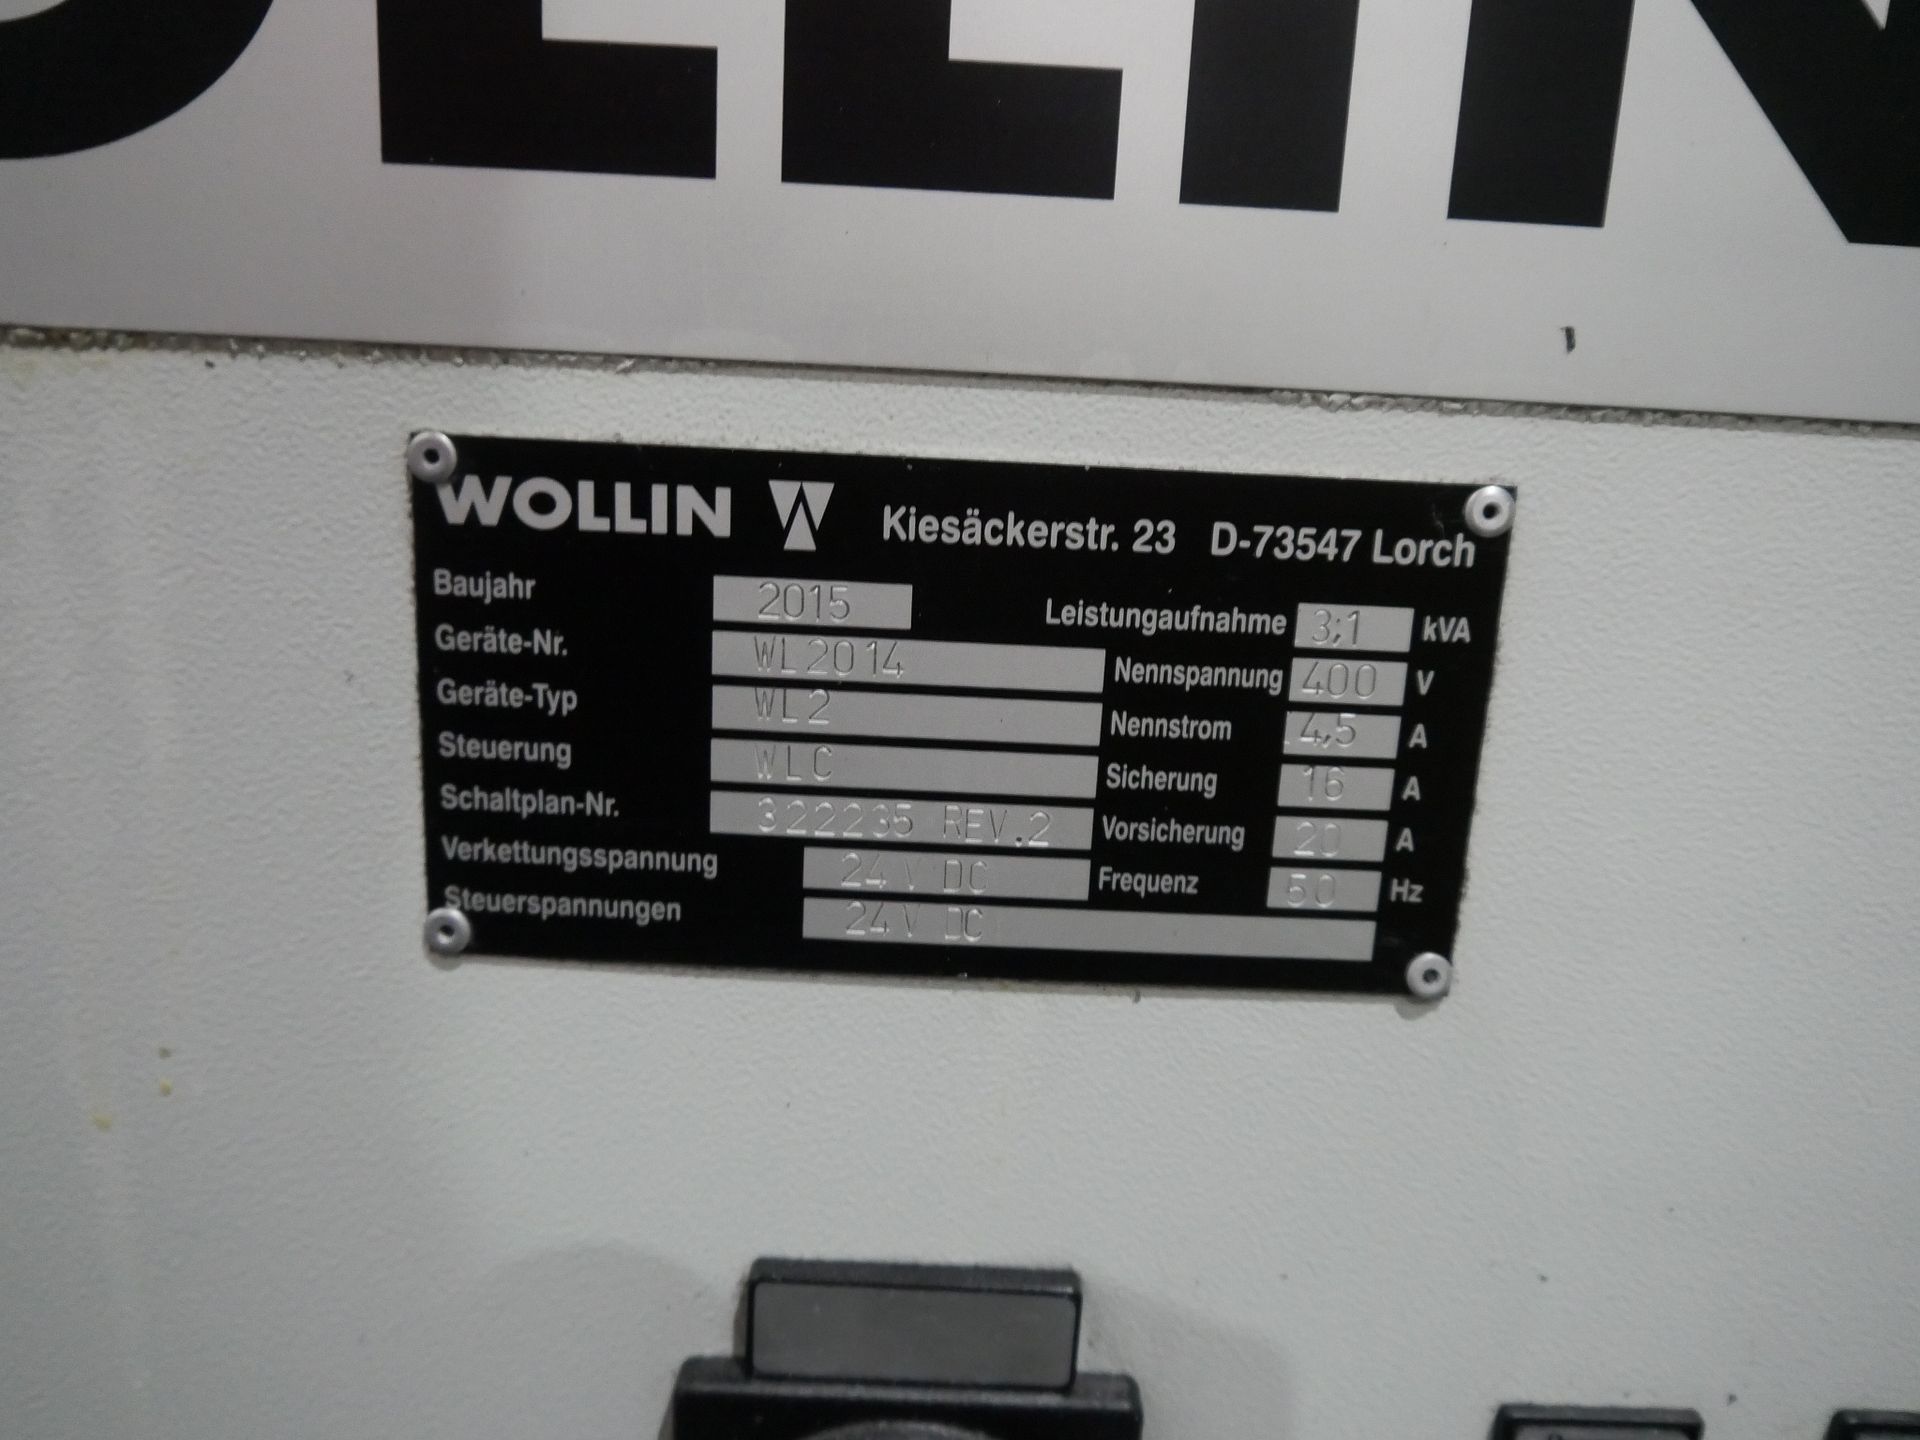 WOLLIN Kiesäckerstr. 23 D-73547 Lorch
Baujahr 2015 Leistungaufnahme 3;1 kVA
Geräte-Nr. WL2014 Nennspannung 400 V
Geräte-Typ WL2 Nennstrom 4,5 A
Steuerung WLC Sicherung 16 A
Schaltplan-Nr. 322235 REV.2 Vorsicherung 20 A
Verkettungsspannung 24V DC Frequenz 50 Hz
Steuerspannungen 24V DC